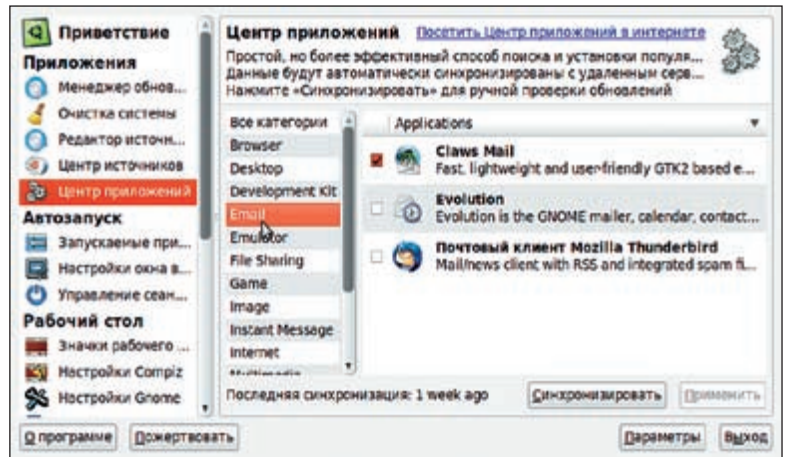 Приветствие
Приложения
Менеджер обнов...
Очистка системы
Редактор источн...
Центр источников
Центр приложений
Автозапуск
Запускаемые при...
Настройки окна в...
Управление сеан...
Рабочий стол
Значки рабочего ...
Настройки Compiz
Настройки Gnome
Центр приложений Посетить Центр приложений в интернете
Простой, но более эффективный способ поиска и установки популя...
Данные будут автоматически синхронизированы с удаленным серв...
Нажмите «Синхронизировать» для ручной проверки обновлений
Все категории
Browser
Desktop
Development Kit
Email
Emulator
File Sharing
Game
Image
Instant Message
Internet
Multimedia
Applications
Claws Mail
Fast, lightweight and user-friendly GTK2 based e...
Evolution
Evolution is the GNOME mailer, calendar, contact...
Почтовый клиент Mozilla Thunderbird
Mail/news client with RSS and integrated spam fi...
Последняя синхронизация: 1 week ago
Синхронизировать
Применить
О программе
Пожертвовать
Параметры
Выход